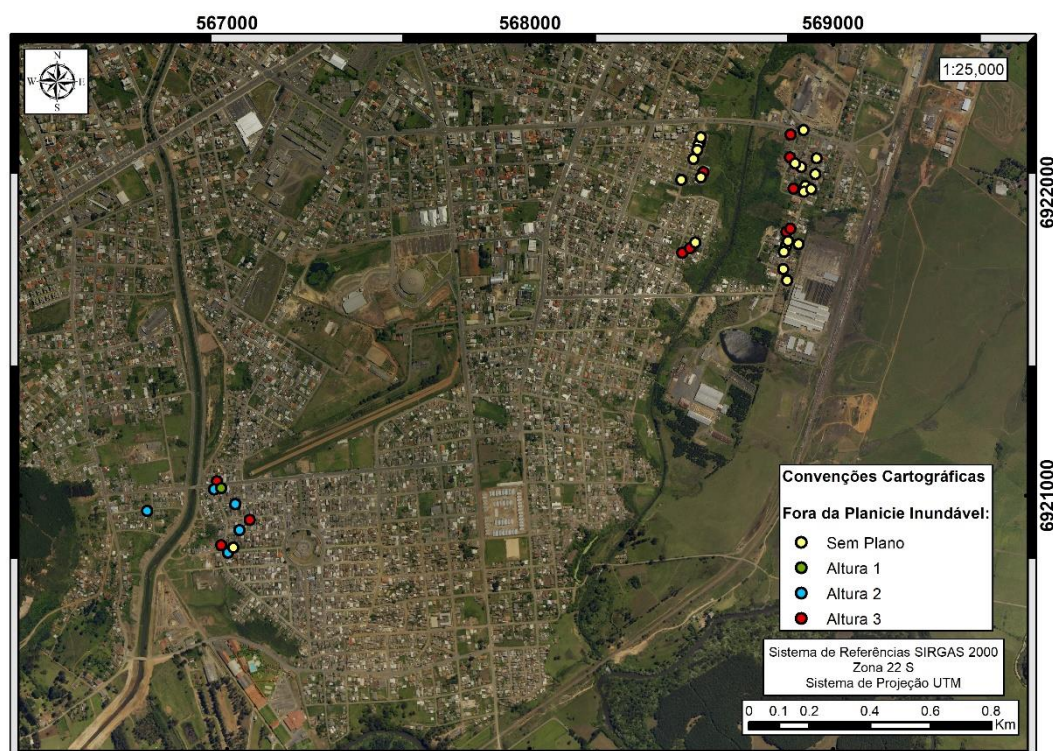 567000 568000 569000
N
W E
S
1:25,000
6922000
6921000
Convenções Cartográficas
Fora da Planicie Inundável:
Sem Plano
Altura 1
Altura 2
Altura 3
Sistema de Referências SIRGAS 2000
Zona 22 S
Sistema de Projeção UTM
0 0.1 0.2 0.4 0.6 0.8
Km